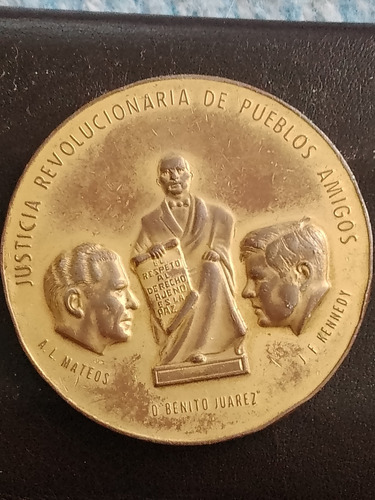 JUSTICIA REVOLUCIONARIA DE PUEBLOS AMIGOS
EL
RESPETO
AL
DERECHO
AJENO
ES LA
PAZ
A. L. MATEOS
J. F. KENNEDY
O "BENITO JUAREZ"